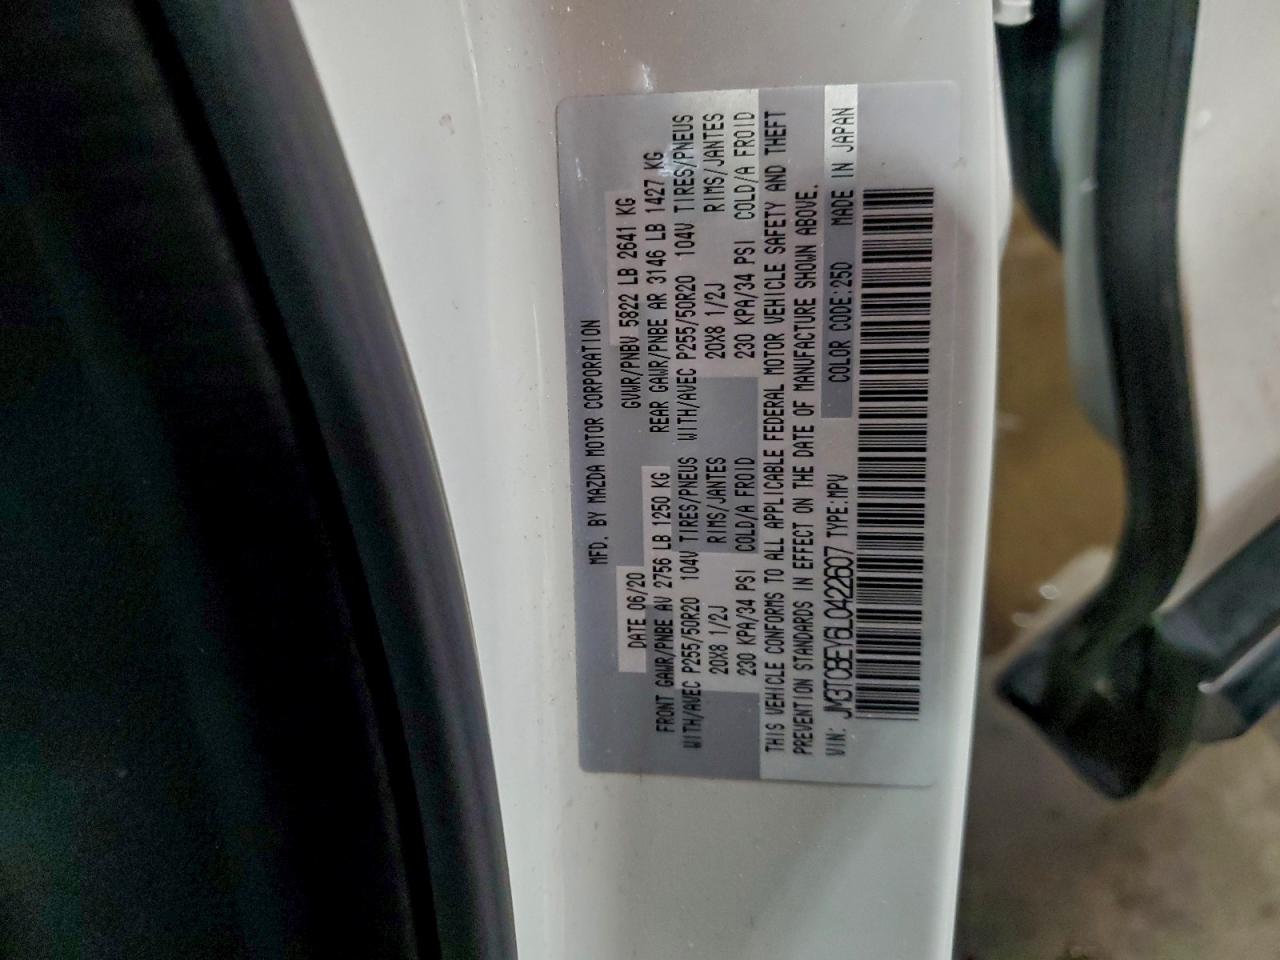 MFD. BY MAZDA MOTOR CORPORATION
DATE 06/20 GVWR/PNBV 5822 LB 2641 KG
FRONT GAWR/PNBE AV 2756 LB 1250 KG REAR GAWR/PNBE AR 3146 LB 1427 KG
WITH/AVEC P255/50R20 104V TIRES/PNEUS WITH/AVEC P255/50R20 104V TIRES/PNEUS
20X8 1/2J RIMS/JANTES 20X8 1/2J RIMS/JANTES
230 KPA/34 PSI COLD/A FROID 230 KPA/34 PSI COLD/A FROID
THIS VEHICLE CONFORMS TO ALL APPLICABLE FEDERAL MOTOR VEHICLE SAFETY AND THEFT
PREVENTION STANDARDS IN EFFECT ON THE DATE OF MANUFACTURE SHOWN ABOVE.
VIN: JM3TCBEY6L0422607 TYPE:MPV COLOR CODE:25D MADE IN JAPAN